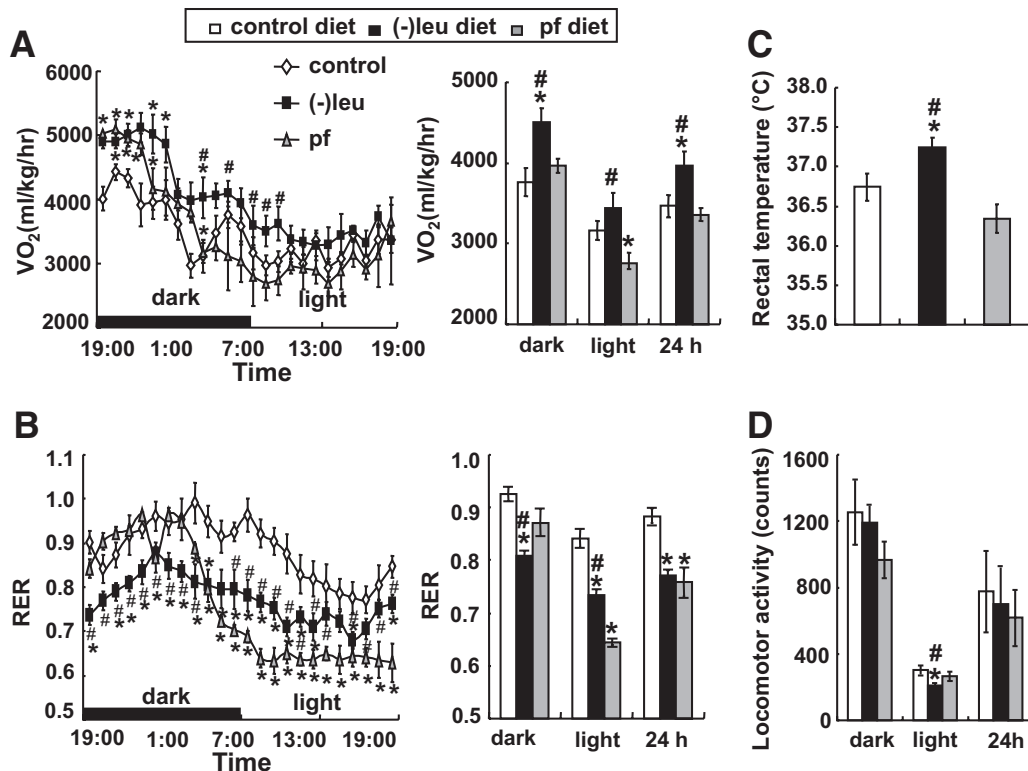 control diet (-)leu diet pf diet
A
control
(-)leu
pf
6000
5000
4000
3000
2000
VO2(ml/kg/hr)
* * * * * * * * * # * # # # # *
dark
light
19:00 1:00 7:00 13:00 19:00
Time
5000
4000
3000
2000
VO2(ml/kg/hr)
# * # * # *
dark light 24 h
C
38.0
37.5
37.0
36.5
36.0
35.5
35.0
Rectal temperature (°C)
# *
B
1.1
1.0
0.9
0.8
0.7
0.6
0.5
RER
dark
light
19:00 1:00 7:00 13:00 19:00
Time
1.0
0.9
0.8
0.7
0.6
0.5
RER
# * # * * * *
dark light 24 h
D
1600
1200
800
400
0
Locomotor activity (counts)
# *
dark light 24h